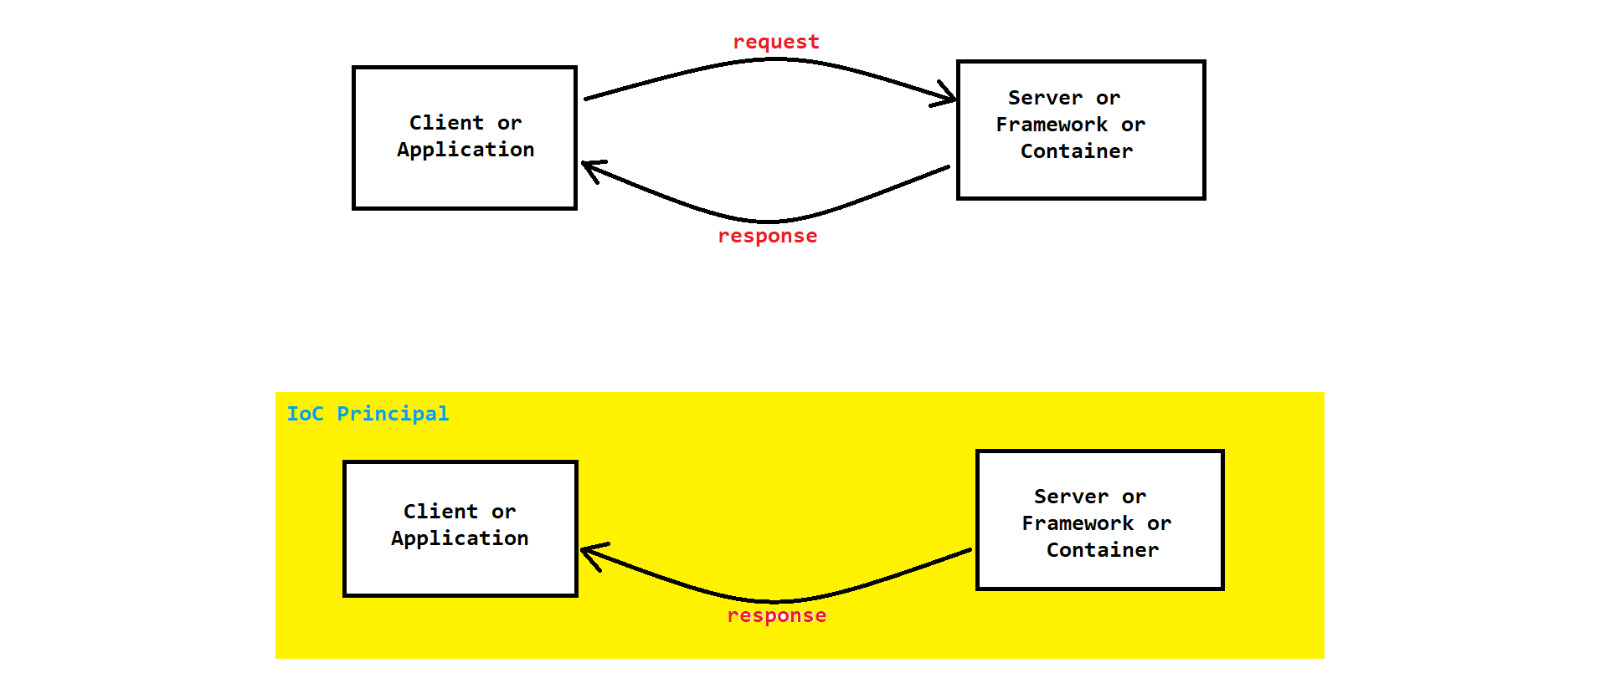 request
Client or
Application
Server or
Framework or
Container
response
IoC Principal
Client or
Application
Server or
Framework or
Container
response